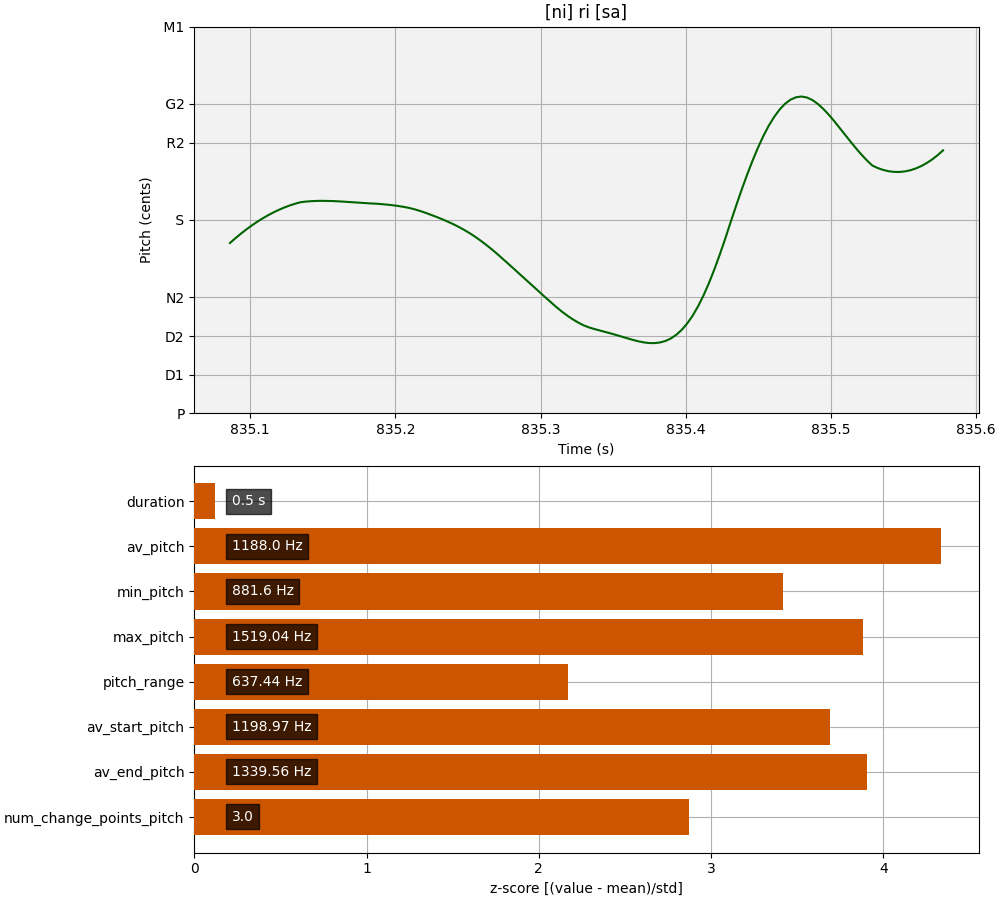 [ni] ri [sa]
M1
G2
R2
S
N2
D2
D1
P
Pitch (cents)
835.1 835.2 835.3 835.4 835.5 835.6
Time (s)
duration 0.5 s
av_pitch 1188.0 Hz
min_pitch 881.6 Hz
max_pitch 1519.04 Hz
pitch_range 637.44 Hz
av_start_pitch 1198.97 Hz
av_end_pitch 1339.56 Hz
num_change_points_pitch 3.0
0 1 2 3 4
z-score [(value - mean)/std]